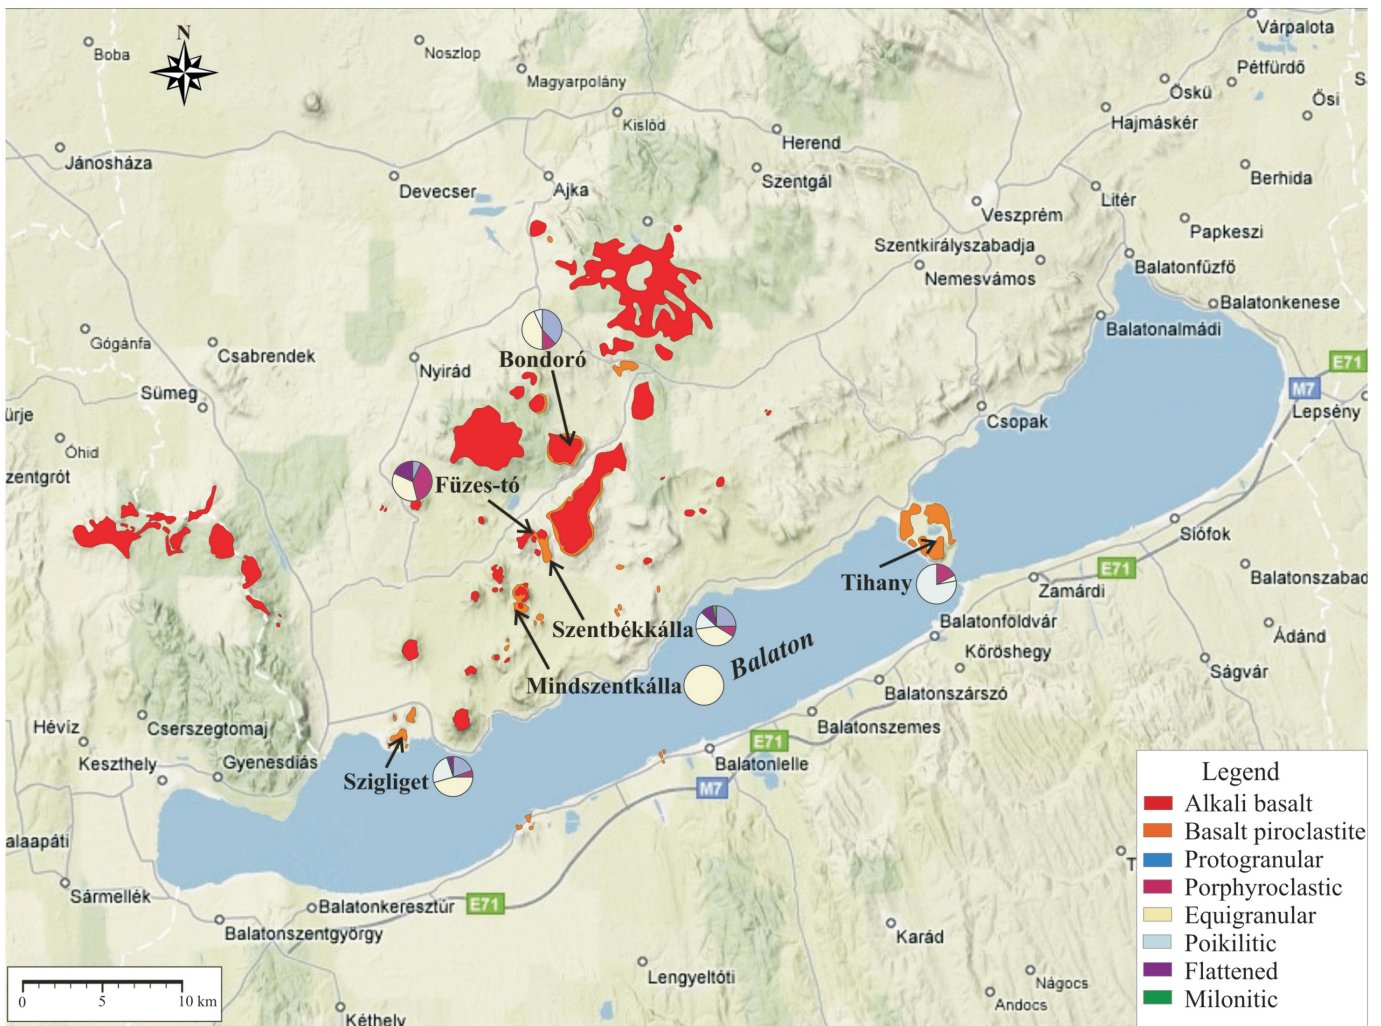 N
Boba
Noszlop
Magyarpolány
Várpalota
Pétfürdő
Öskü
Ősi
S
Kislőd
Hajmáskér
Herend
Jánosháza
Devecser
Ajka
Szentgál
Berhida
Litér
Veszprém
Papkeszi
Szentkirályszabadja
Nemesvámos
Balatonfűzfő
Balatonkenese
Balatonalmádi
Gógánfa
Csabrendek
Nyirád
Bondoró
E71
M7
Lepsény
Sümeg
ürje
Csopak
Óhid
zentgrót
Füzes-tó
Siófok
Tihany
E71
Zamárdi
Balatonszabad
Szentbékkálla
Balatonföldvár
Ádánd
Balaton
Kőröshegy
Ságvár
Mindszentkálla
Balatonszárszó
Hévíz
Cserszegtomaj
Balatonszemes
Keszthely
Gyenesdiás
E71
Balatonlelle
Szigliget
M7
alaapáti
T
Sármellék
Balatonkeresztúr
E71
Balatonszentgyörgy
Karád
Lengyeltóti
Nágocs
Andocs
Kéthely
0 5 10 km
Legend
Alkali basalt
Basalt piroclastite
Protogranular
Porphyroclastic
Equigranular
Poikilitic
Flattened
Milonitic